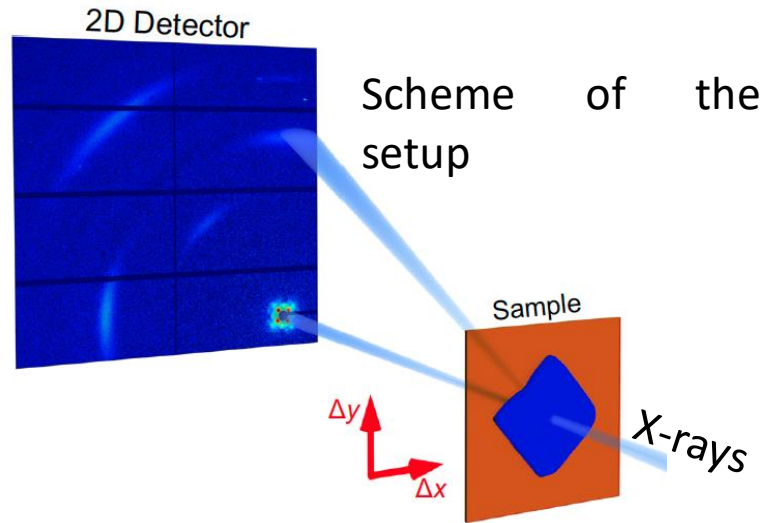 2D Detector
Scheme of the
setup
Sample
X-rays
Δy
Δx